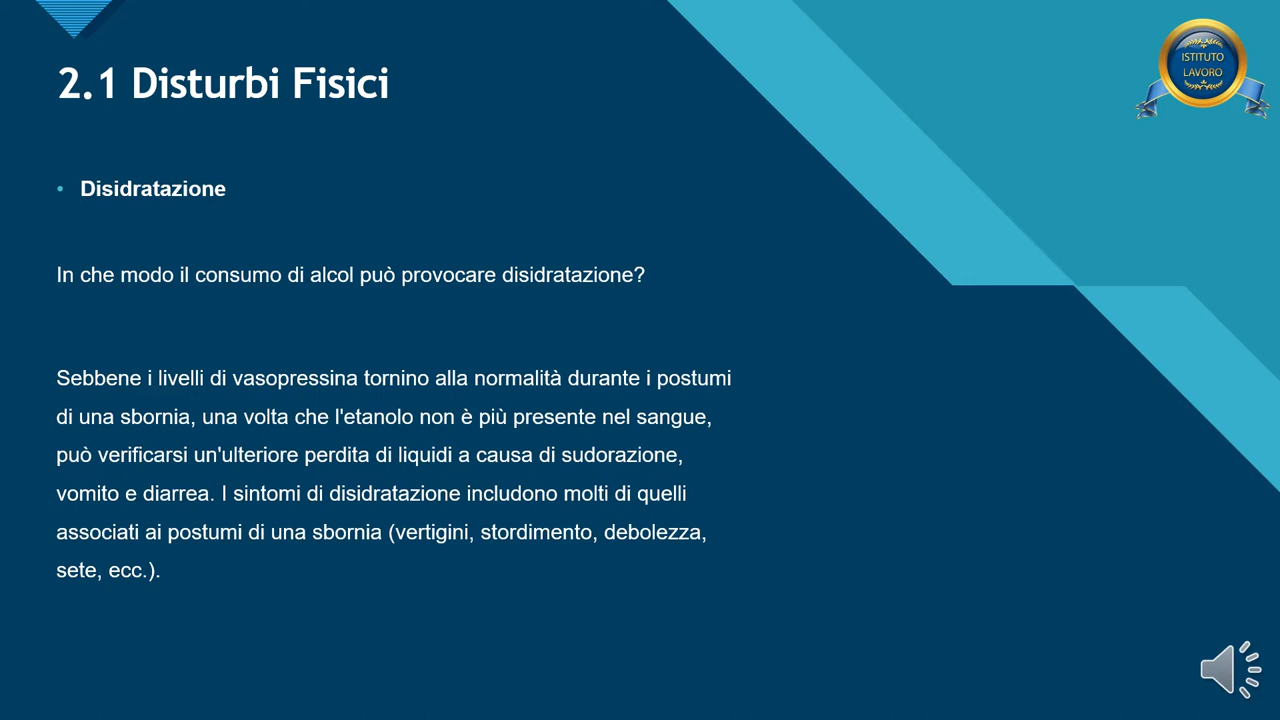 ISTITUTO
LAVORO
2.1 Disturbi Fisici
• Disidratazione
In che modo il consumo di alcol può provocare disidratazione?
Sebbene i livelli di vasopressina tornino alla normalità durante i postumi
di una sbornia, una volta che l'etanolo non è più presente nel sangue,
può verificarsi un'ulteriore perdita di liquidi a causa di sudorazione,
vomito e diarrea. I sintomi di disidratazione includono molti di quelli
associati ai postumi di una sbornia (vertigini, stordimento, debolezza,
sete, ecc.).